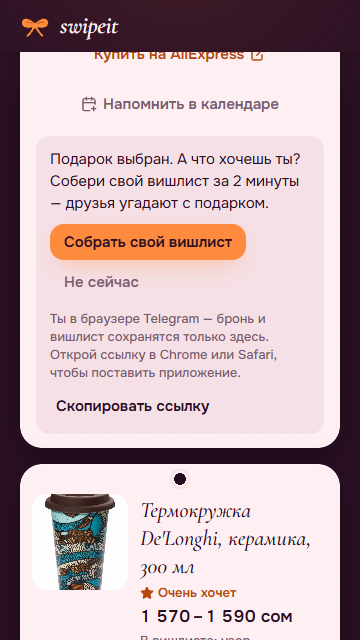 swipeit
Купить на AliExpress
Напомнить в календаре
Подарок выбран. А что хочешь ты?
Собери свой вишлист за 2 минуты
— друзья угадают с подарком.
Собрать свой вишлист
Не сейчас
Ты в браузере Telegram — бронь и
вишлист сохранятся только здесь.
Открой ссылку в Chrome или Safari,
чтобы поставить приложение.
Скопировать ссылку
Термокружка
De'Longhi, керамика,
300 мл
Очень хочет
1 570 – 1 590 сом